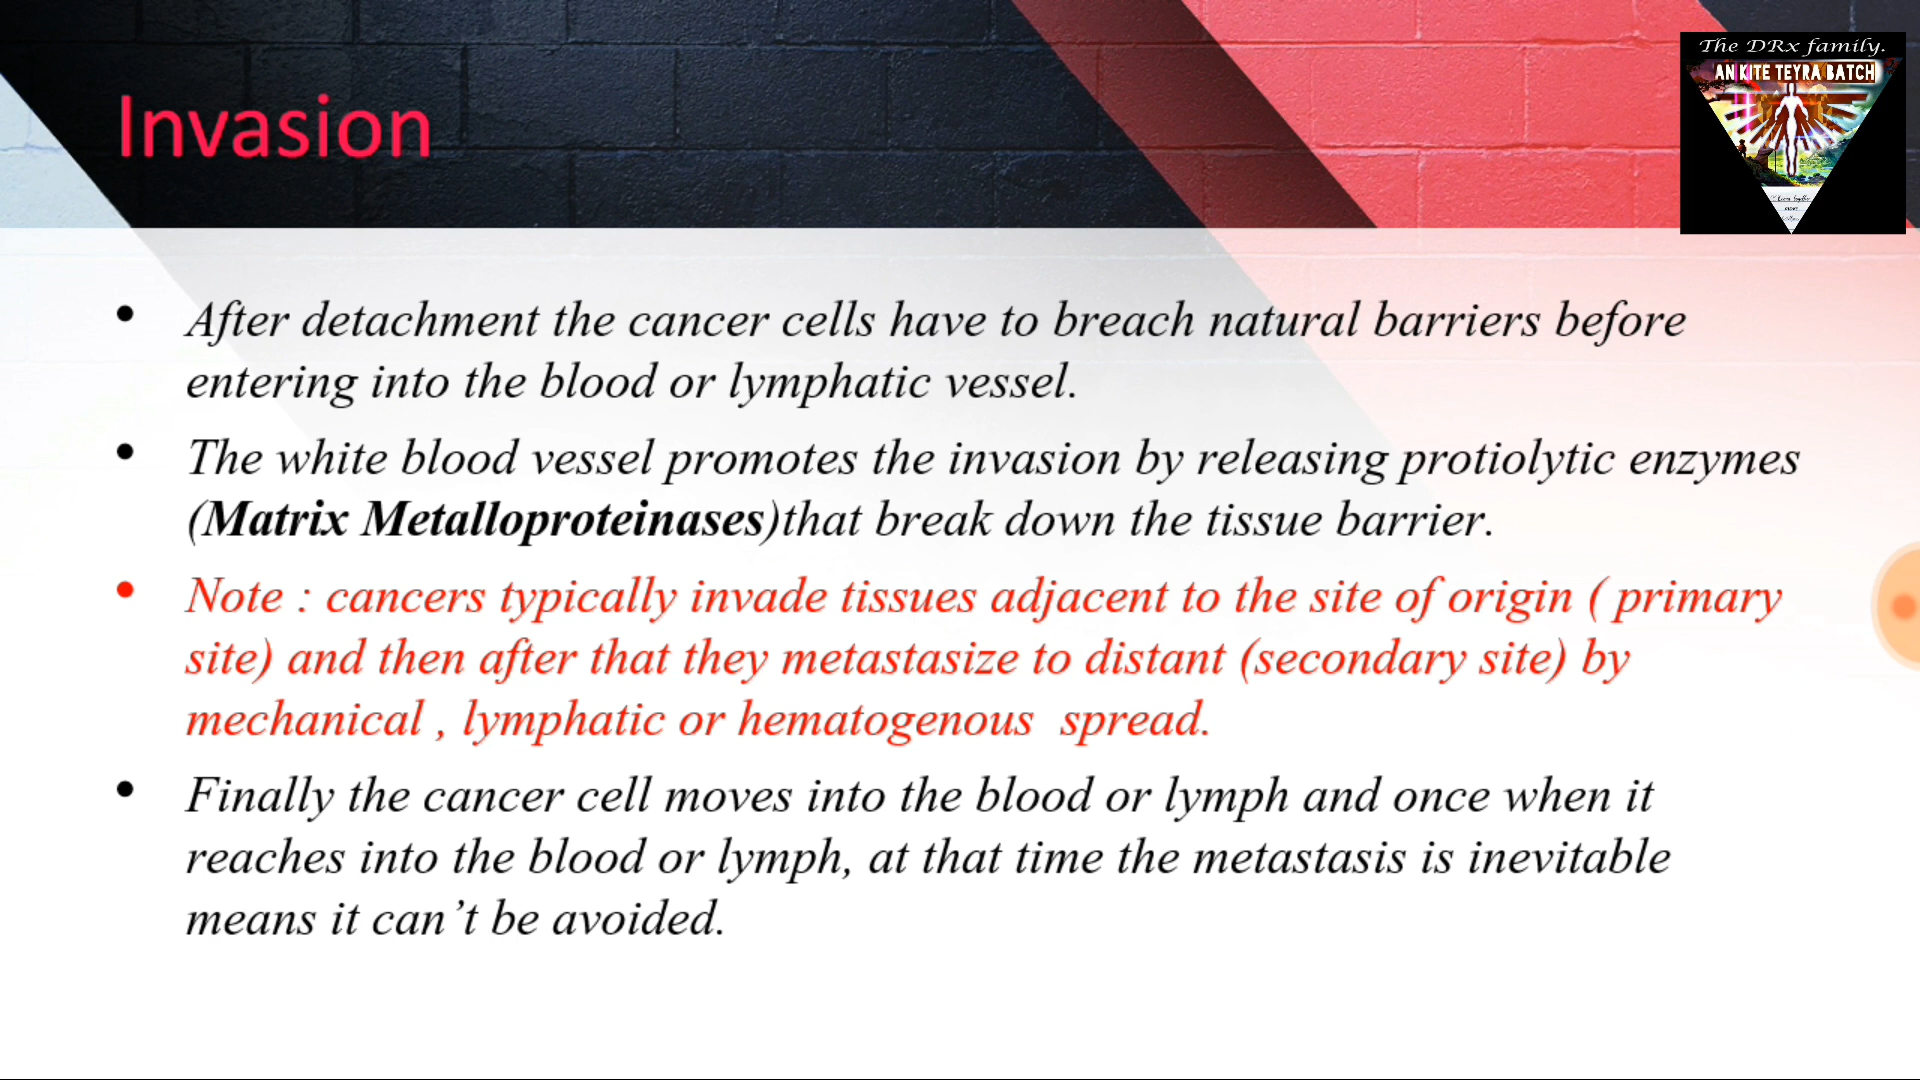 The DRx family.
AN KITE TEYRA BATCH
Invasion
• After detachment the cancer cells have to breach natural barriers before
entering into the blood or lymphatic vessel.
• The white blood vessel promotes the invasion by releasing protiolytic enzymes
(Matrix Metalloproteinases)that break down the tissue barrier.
• Note : cancers typically invade tissues adjacent to the site of origin ( primary
site) and then after that they metastasize to distant (secondary site) by
mechanical , lymphatic or hematogenous spread.
• Finally the cancer cell moves into the blood or lymph and once when it
reaches into the blood or lymph, at that time the metastasis is inevitable
means it can’t be avoided.